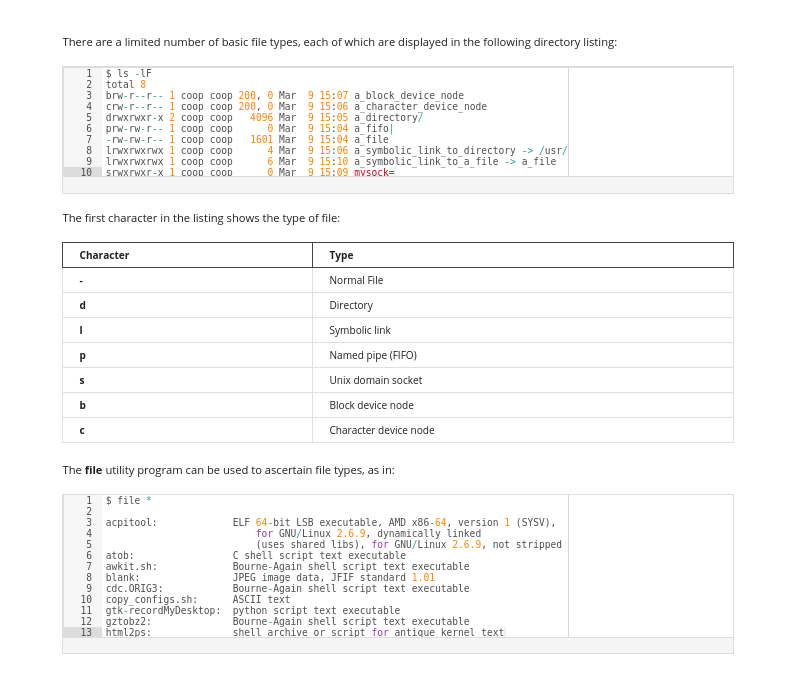 There are a limited number of basic file types, each of which are displayed in the following directory listing:
1 $ ls -lF
2 total 8
3 brw-r--r-- 1 coop coop 200, 0 Mar  9 15:07 a_block_device_node
4 crw-r--r-- 1 coop coop 200, 0 Mar  9 15:06 a_character_device_node
5 drwxrwxr-x 2 coop coop   4096 Mar  9 15:05 a_directory/
6 prw-rw-r-- 1 coop coop      0 Mar  9 15:04 a_fifo|
7 -rw-rw-r-- 1 coop coop   1601 Mar  9 15:04 a_file
8 lrwxrwxrwx 1 coop coop      4 Mar  9 15:06 a_symbolic_link_to_directory -> /usr/
9 lrwxrwxrwx 1 coop coop      6 Mar  9 15:10 a_symbolic_link_to_a_file -> a_file
10 srwxrwxr-x 1 coop coop      0 Mar  9 15:09 mysock=
The first character in the listing shows the type of file:
Character Type
- Normal File
d Directory
l Symbolic link
p Named pipe (FIFO)
s Unix domain socket
b Block device node
c Character device node
The file utility program can be used to ascertain file types, as in:
1 $ file *
2
3 acpitool:             ELF 64-bit LSB executable, AMD x86-64, version 1 (SYSV),
4                           for GNU/Linux 2.6.9, dynamically linked
5                           (uses shared libs), for GNU/Linux 2.6.9, not stripped
6 atob:                 C shell script text executable
7 awkit.sh:             Bourne-Again shell script text executable
8 blank:                JPEG image data, JFIF standard 1.01
9 cdc.ORIG3:            Bourne-Again shell script text executable
10 copy_configs.sh:      ASCII text
11 gtk-recordMyDesktop:  python script text executable
12 gztobz2:              Bourne-Again shell script text executable
13 html2ps:              shell archive or script for antique kernel text